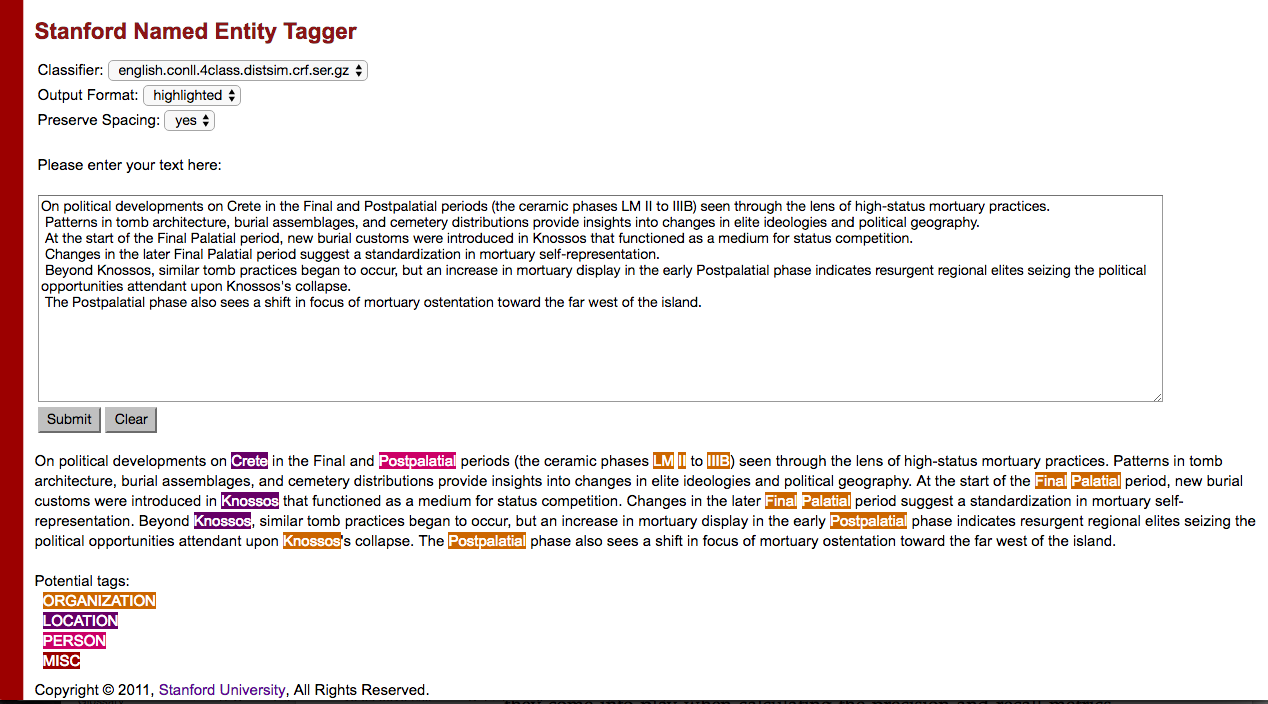 Stanford Named Entity Tagger
Classifier: english.conll.4class.distsim.crf.ser.gz
Output Format: highlighted
Preserve Spacing: yes
Please enter your text here:
On political developments on Crete in the Final and Postpalatial periods (the ceramic phases LM II to IIIB) seen through the lens of high-status mortuary practices.
Patterns in tomb architecture, burial assemblages, and cemetery distributions provide insights into changes in elite ideologies and political geography.
At the start of the Final Palatial period, new burial customs were introduced in Knossos that functioned as a medium for status competition.
Changes in the later Final Palatial period suggest a standardization in mortuary self-representation.
Beyond Knossos, similar tomb practices began to occur, but an increase in mortuary display in the early Postpalatial phase indicates resurgent regional elites seizing the political
opportunities attendant upon Knossos's collapse.
The Postpalatial phase also sees a shift in focus of mortuary ostentation toward the far west of the island.
Submit Clear
On political developments on Crete in the Final and Postpalatial periods (the ceramic phases LM II to IIIB) seen through the lens of high-status mortuary practices. Patterns in tomb
architecture, burial assemblages, and cemetery distributions provide insights into changes in elite ideologies and political geography. At the start of the Final Palatial period, new burial
customs were introduced in Knossos that functioned as a medium for status competition. Changes in the later Final Palatial period suggest a standardization in mortuary self-
representation. Beyond Knossos, similar tomb practices began to occur, but an increase in mortuary display in the early Postpalatial phase indicates resurgent regional elites seizing the
political opportunities attendant upon Knossos's collapse. The Postpalatial phase also sees a shift in focus of mortuary ostentation toward the far west of the island.
Potential tags:
ORGANIZATION
LOCATION
PERSON
MISC
Copyright © 2011, Stanford University, All Rights Reserved.